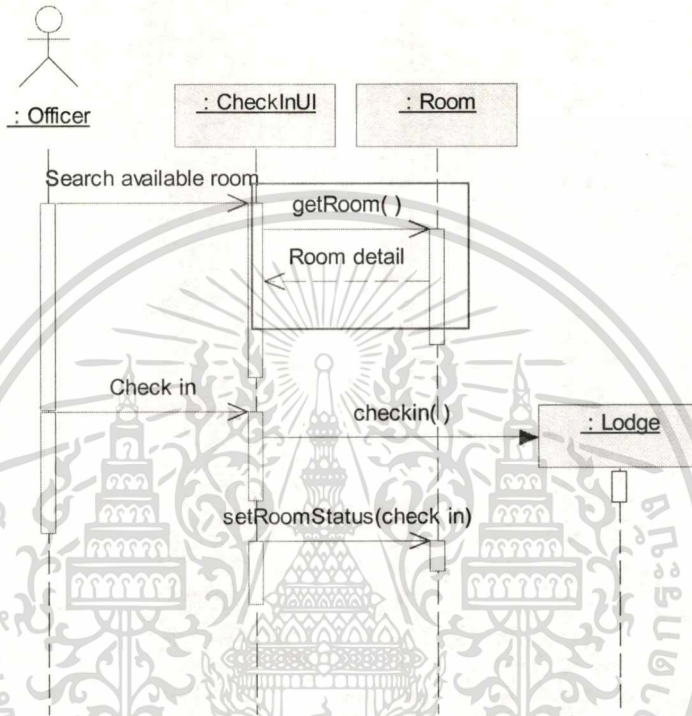 : Officer
: CheckInUI
: Room
Search available room
getRoom( )
Room detail
Check in
checkin( )
: Lodge
setRoomStatus(check in)